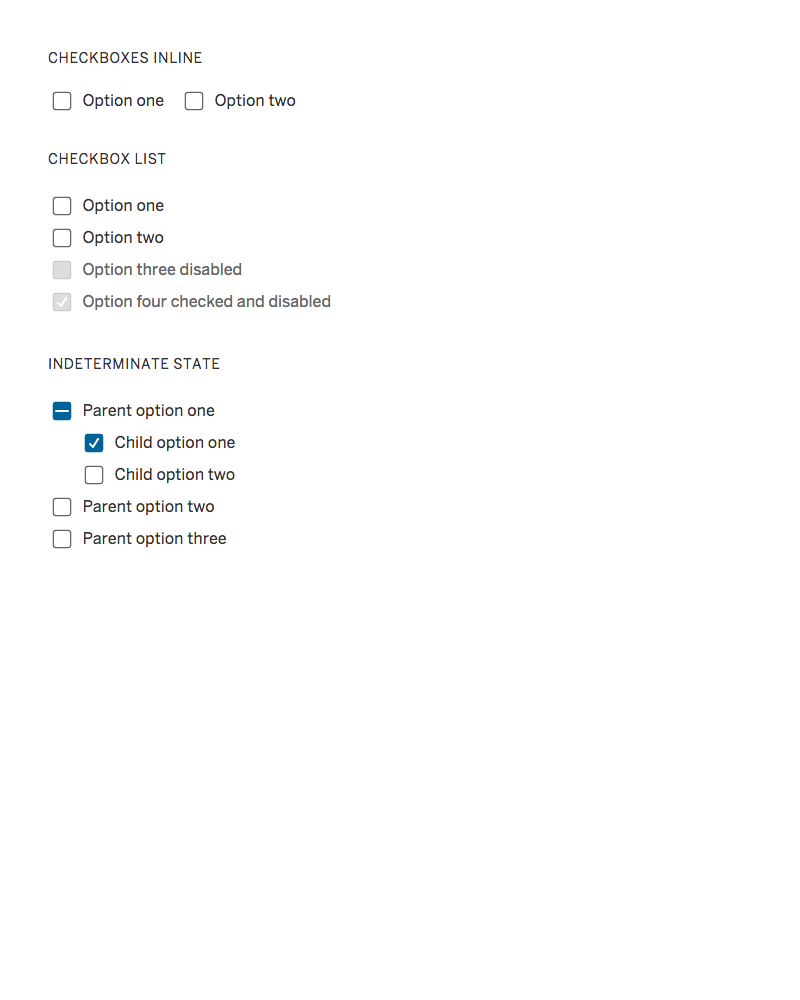 CHECKBOXES INLINE
Option one Option two
CHECKBOX LIST
Option one
Option two
Option three disabled
Option four checked and disabled
INDETERMINATE STATE
Parent option one
Child option one
Child option two
Parent option two
Parent option three